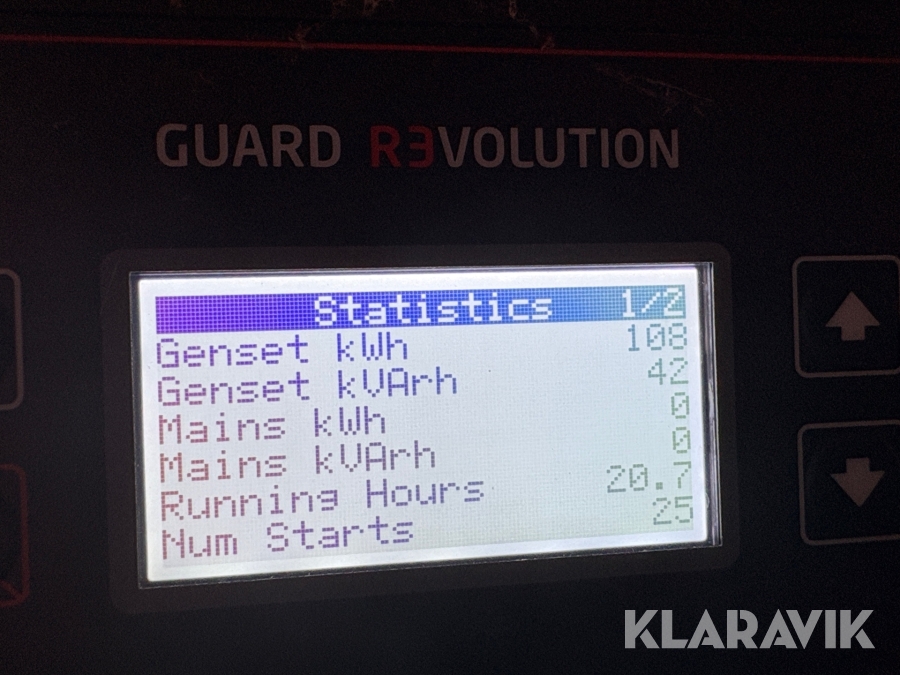 GUARD R3VOLUTION
Statistics 1/2
Genset kWh 108
Genset kVArh 42
Mains kWh 0
Mains kVArh 0
Running Hours 20.7
Num Starts 25
KLARAVIK